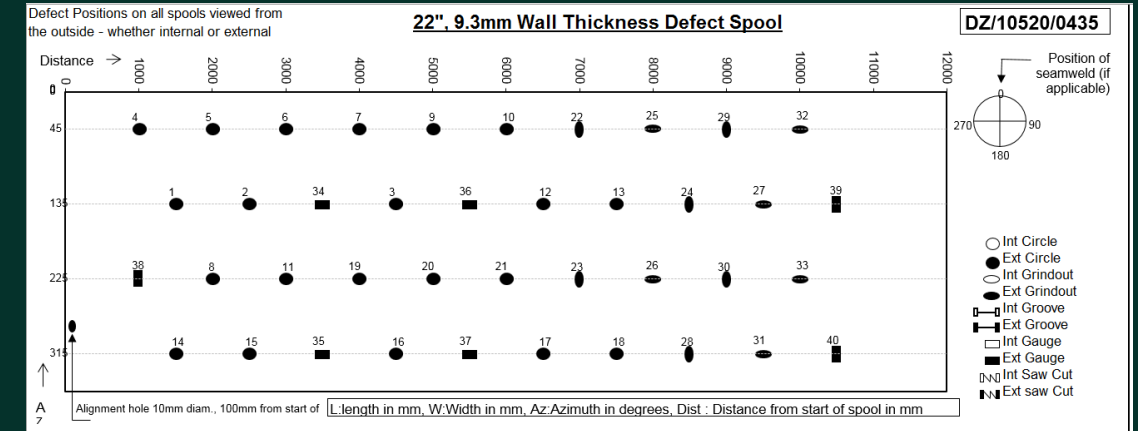 Defect Positions on all spools viewed from
the outside - whether internal or external
22", 9.3mm Wall Thickness Defect Spool
DZ/10520/0435
Distance
0 1000 2000 3000 4000 5000 6000 7000 8000 9000 10000 11000 12000
Position of
seamweld (if
applicable)
0
0
270 90
180
4 5 6 7 9 10 22 25 29 32
45
1 2 34 3 36 12 13 24 27 39
135
38 8 11 19 20 21 23 26 30 33
225
14 15 35 16 37 17 18 28 31 40
315
Int Circle
Ext Circle
Int Grindout
Ext Grindout
Int Groove
Ext Groove
Int Gauge
Ext Gauge
Int Saw Cut
Ext saw Cut
A
Alignment hole 10mm diam., 100mm from start of
L:length in mm, W:Width in mm, Az:Azimuth in degrees, Dist : Distance from start of spool in mm